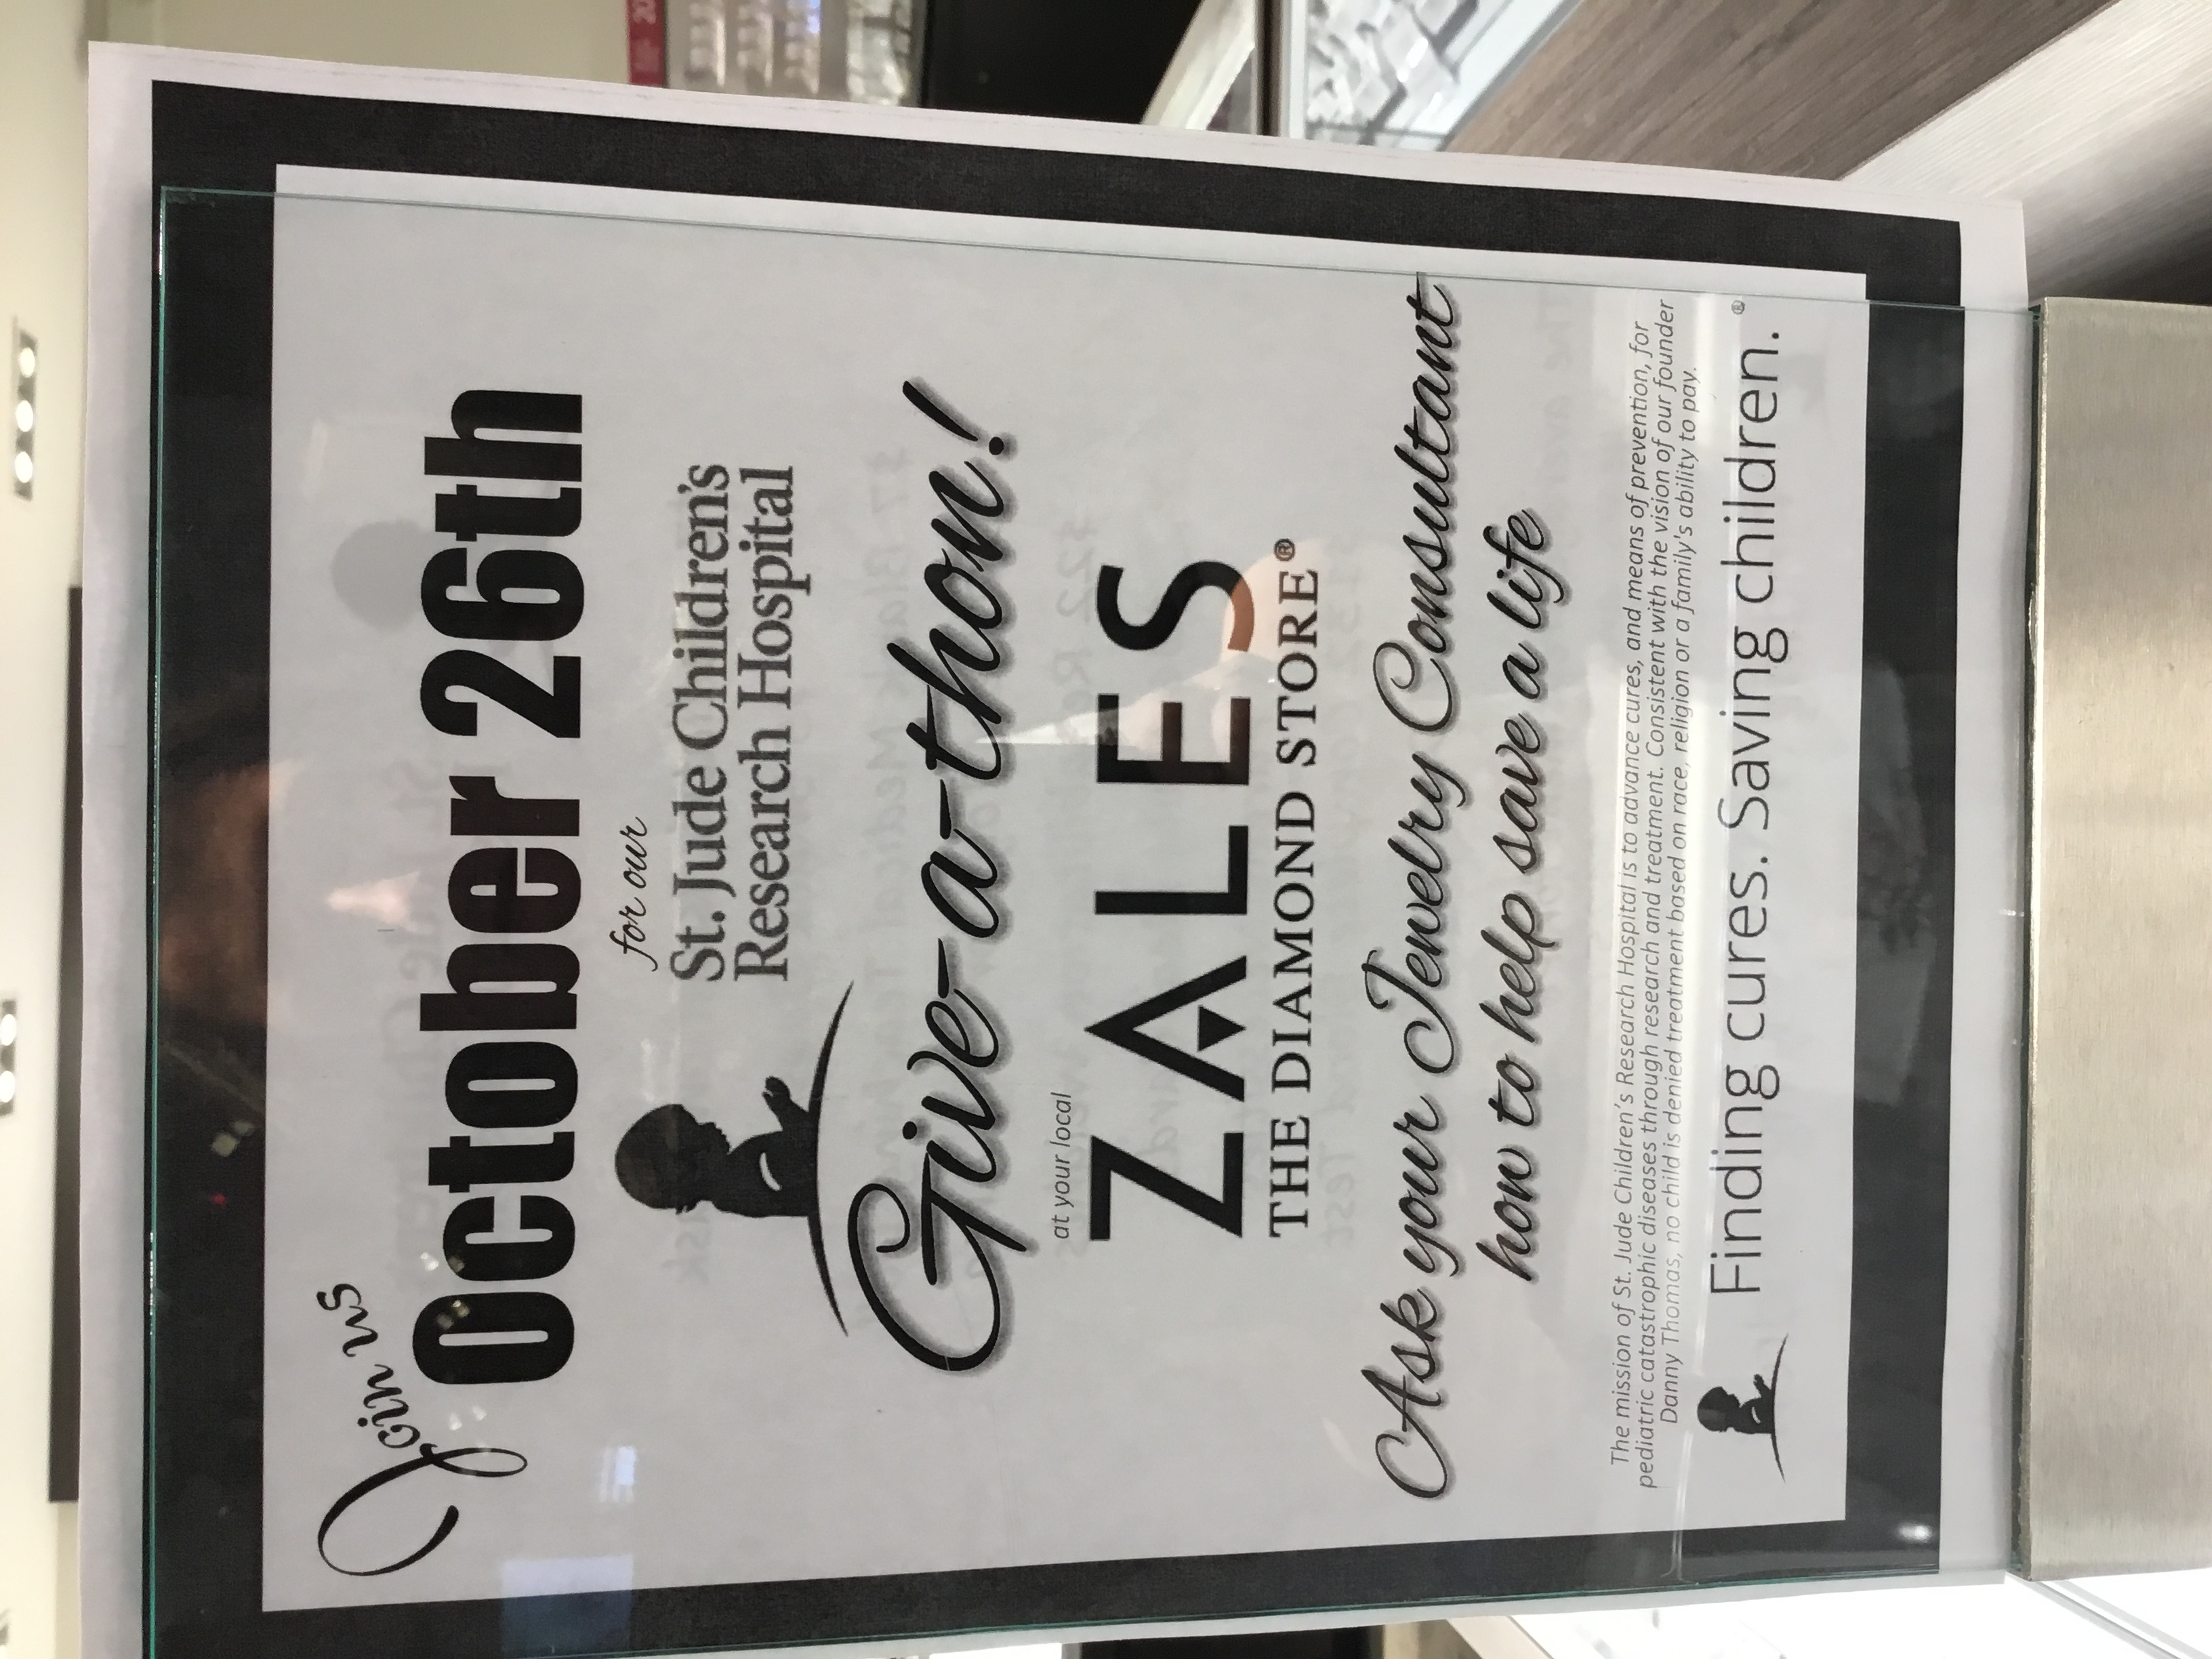 Join us
October 26th
for our
St. Jude Children's
Research Hospital
Give-a-thon!
at your local
ZALES
THE DIAMOND STORE®
Ask your Jewelry Consultant
how to help save a life
The mission of St. Jude Children's Research Hospital is to advance cures, and means of prevention, for
pediatric catastrophic diseases through research and treatment. Consistent with the vision of our founder
Danny Thomas, no child is denied treatment based on race, religion or a family's ability to pay.
Finding cures. Saving children.®